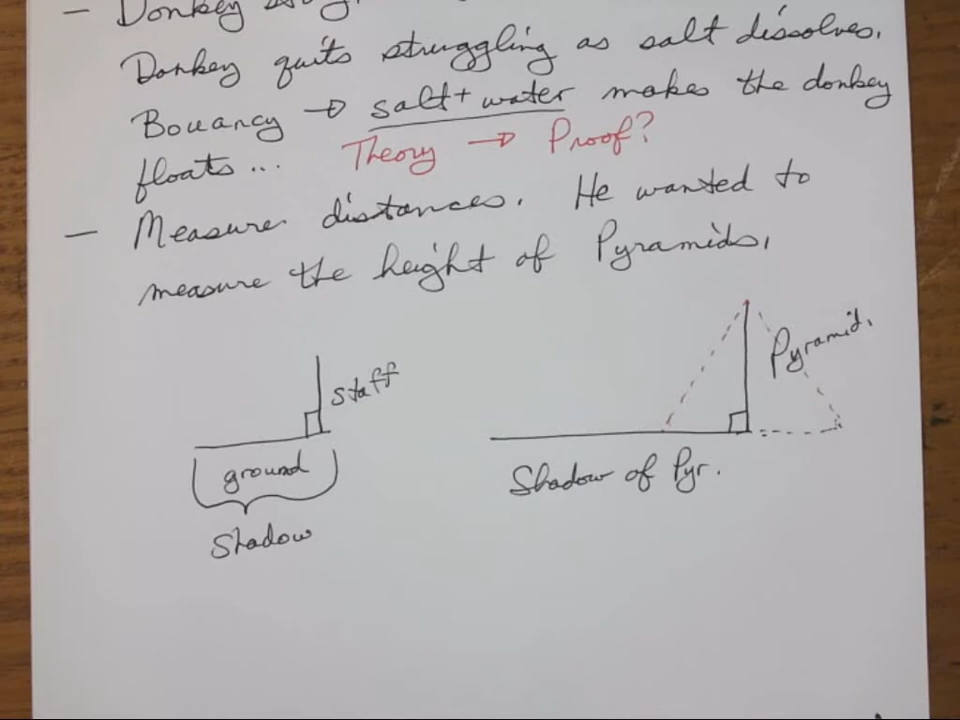 - Donkey
Donkey quits struggling as salt dissolves.
Bouancy → salt + water makes the donkey
floats... Theory → Proof?
- Measure distances. He wanted to
measure the height of Pyramids,
staff
Pyramid.
ground
Shadow of Pyr.
Shadow